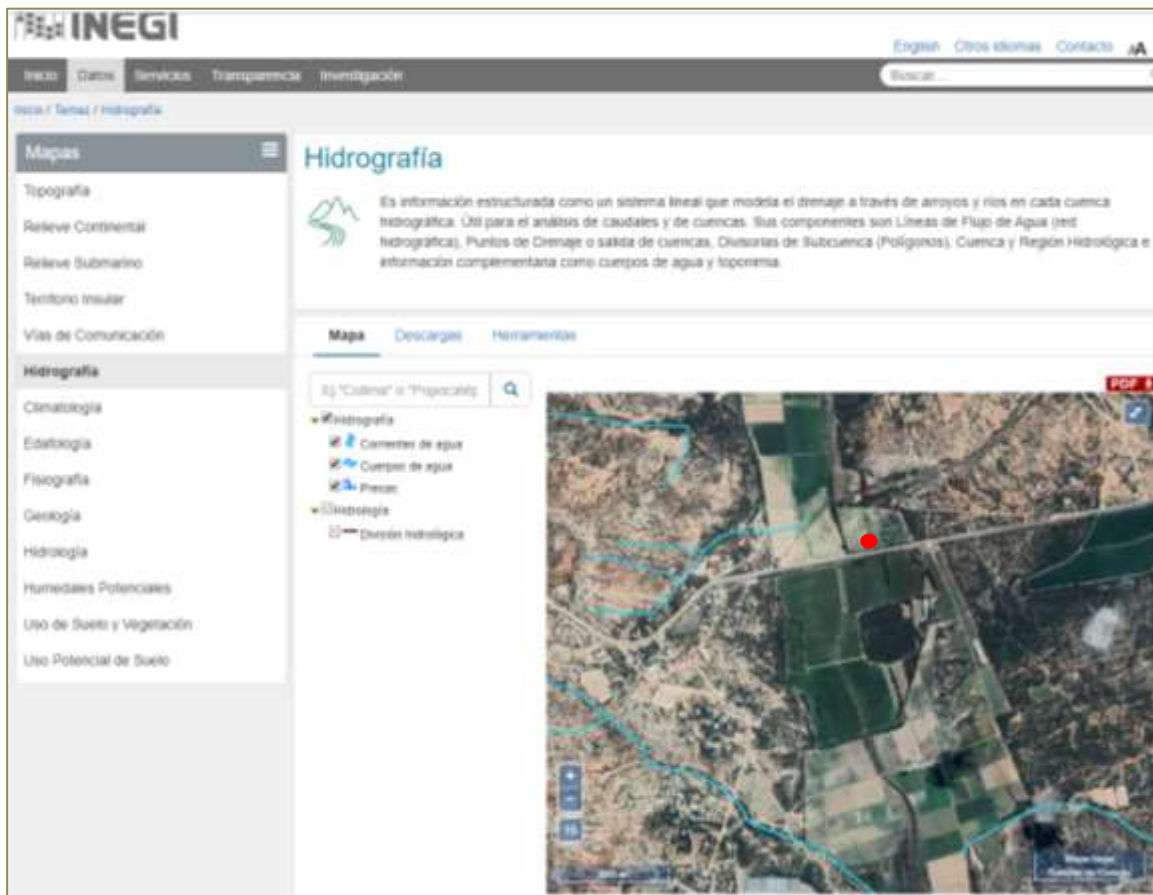 INEGI
English Otros idiomas Contacto AA
Inicio Datos Servicios Transparencia Investigación
Buscar...
Inicio / Temas / Hidrografía
Mapas
Topografía
Relieve Continental
Relieve Submarino
Territorio Insular
Vías de Comunicación
Hidrografía
Climatología
Edafología
Fisiografía
Geología
Hidrología
Humedales Potenciales
Uso de Suelo y Vegetación
Uso Potencial de Suelo
Hidrografía
Es información estructurada como un sistema lineal que modela el drenaje a través de arroyos y ríos en cada cuenca
hidrográfica. Útil para el análisis de caudales y de cuencas. Sus componentes son Líneas de Flujo de Agua (red
hidrográfica), Puntos de Drenaje o salida de cuencas, Divisorias de Subcuenca (Polígonos), Cuenca y Región Hidrológica e
información complementaria como cuerpos de agua y toponimia.
Mapa Descargas Herramientas
Ej. "Colima" o
PDF
Hidrografía
Corrientes de agua
Cuerpos de agua
Presas
Hidrología
División hidrológica
+
-
15